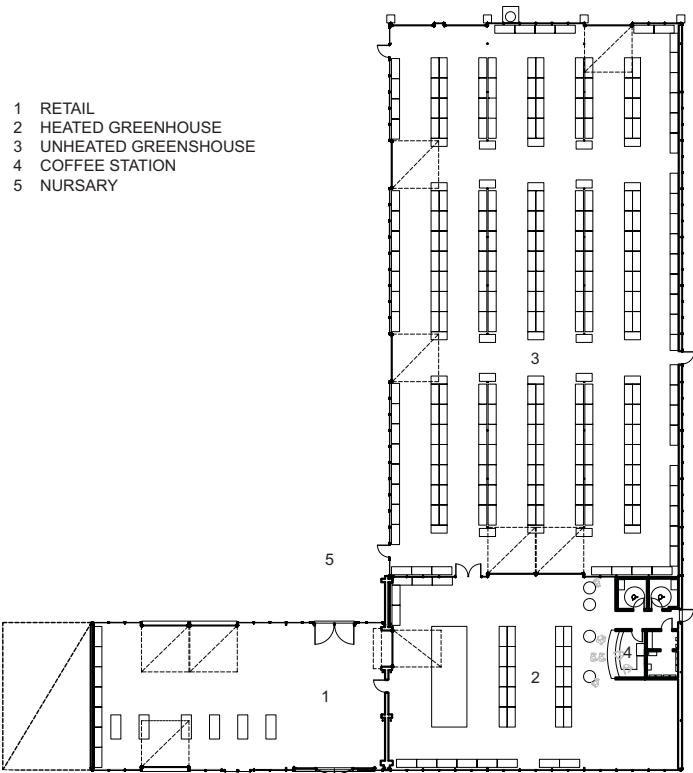 1 RETAIL
2 HEATED GREENHOUSE
3 UNHEATED GREENSHOUSE
4 COFFEE STATION
5 NURSARY
3
5
4
2
1